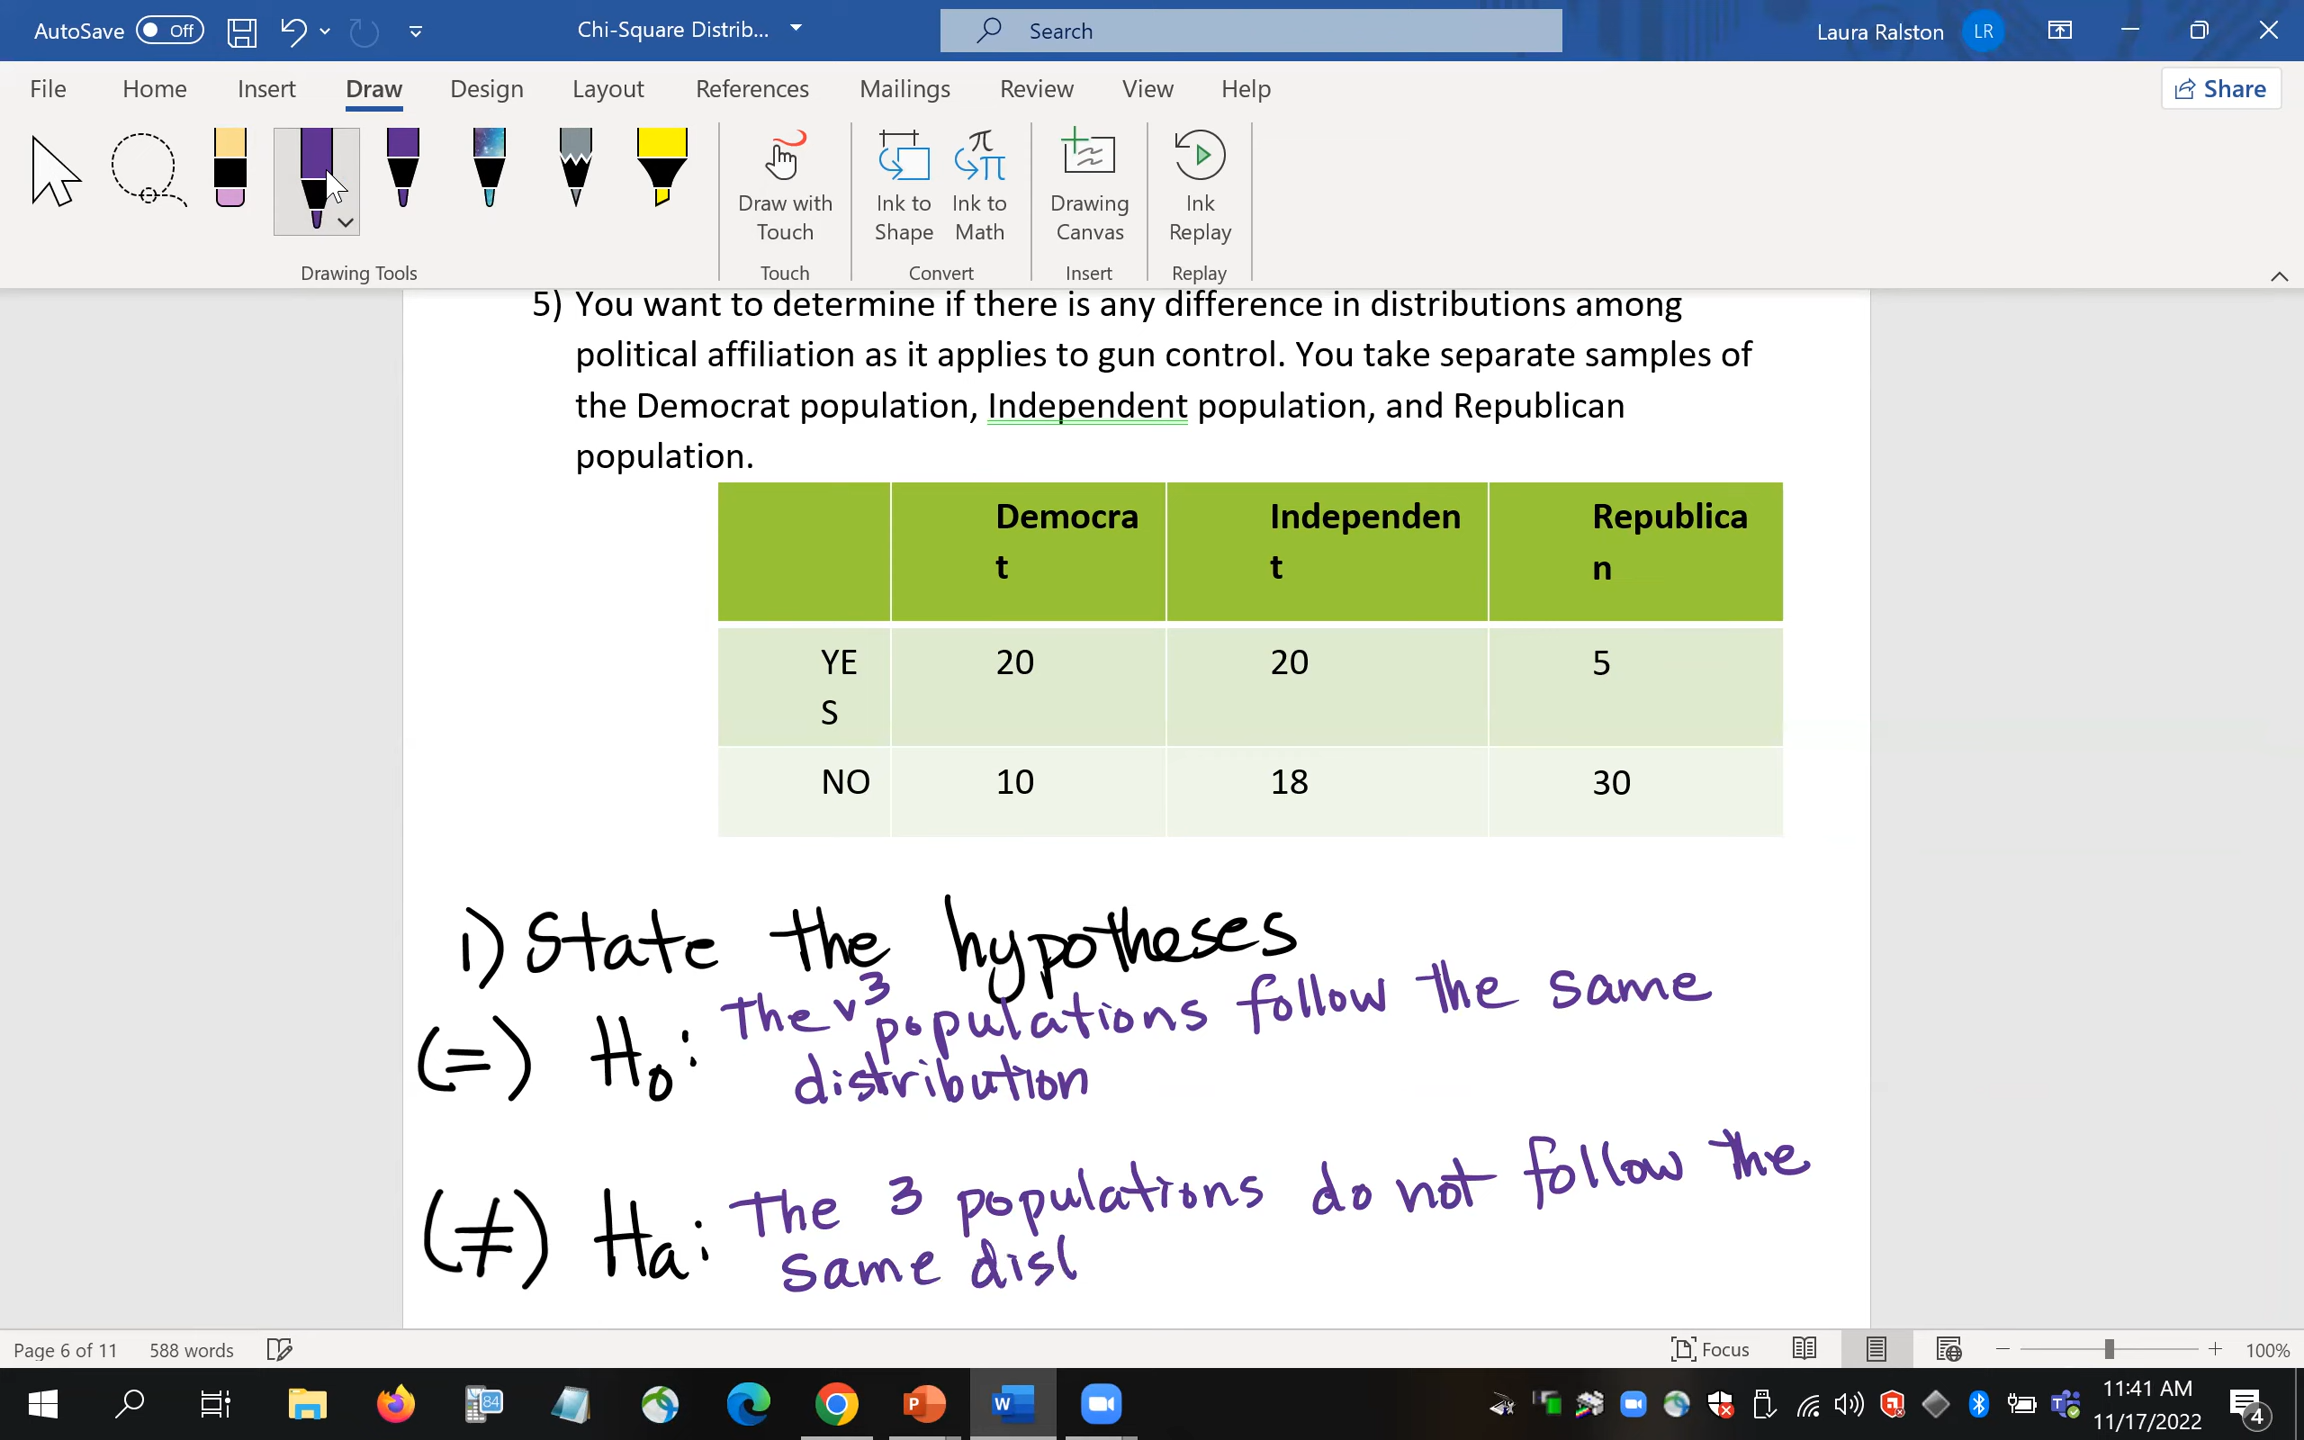 AutoSave Off Chi-Square Distrib... Search Laura Ralston LR
File Home Insert Draw Design Layout References Mailings Review View Help Share
Draw with Touch
Ink to Shape
Ink to Math
Drawing Canvas
Ink Replay
Drawing Tools Touch Convert Insert Replay
5) You want to determine if there is any difference in distributions among
political affiliation as it applies to gun control. You take separate samples of
the Democrat population, Independent population, and Republican
population.
Democra Independen Republica
t t n
YE 20 20 5
S
NO 10 18 30
1) State the hypotheses
(=) H0: The v 3 populations follow the same
distribution
(≠) Ha: The 3 populations do not follow the
same dist
Page 6 of 11 588 words Focus 100%
84 P W 11:41 AM
11/17/2022 4